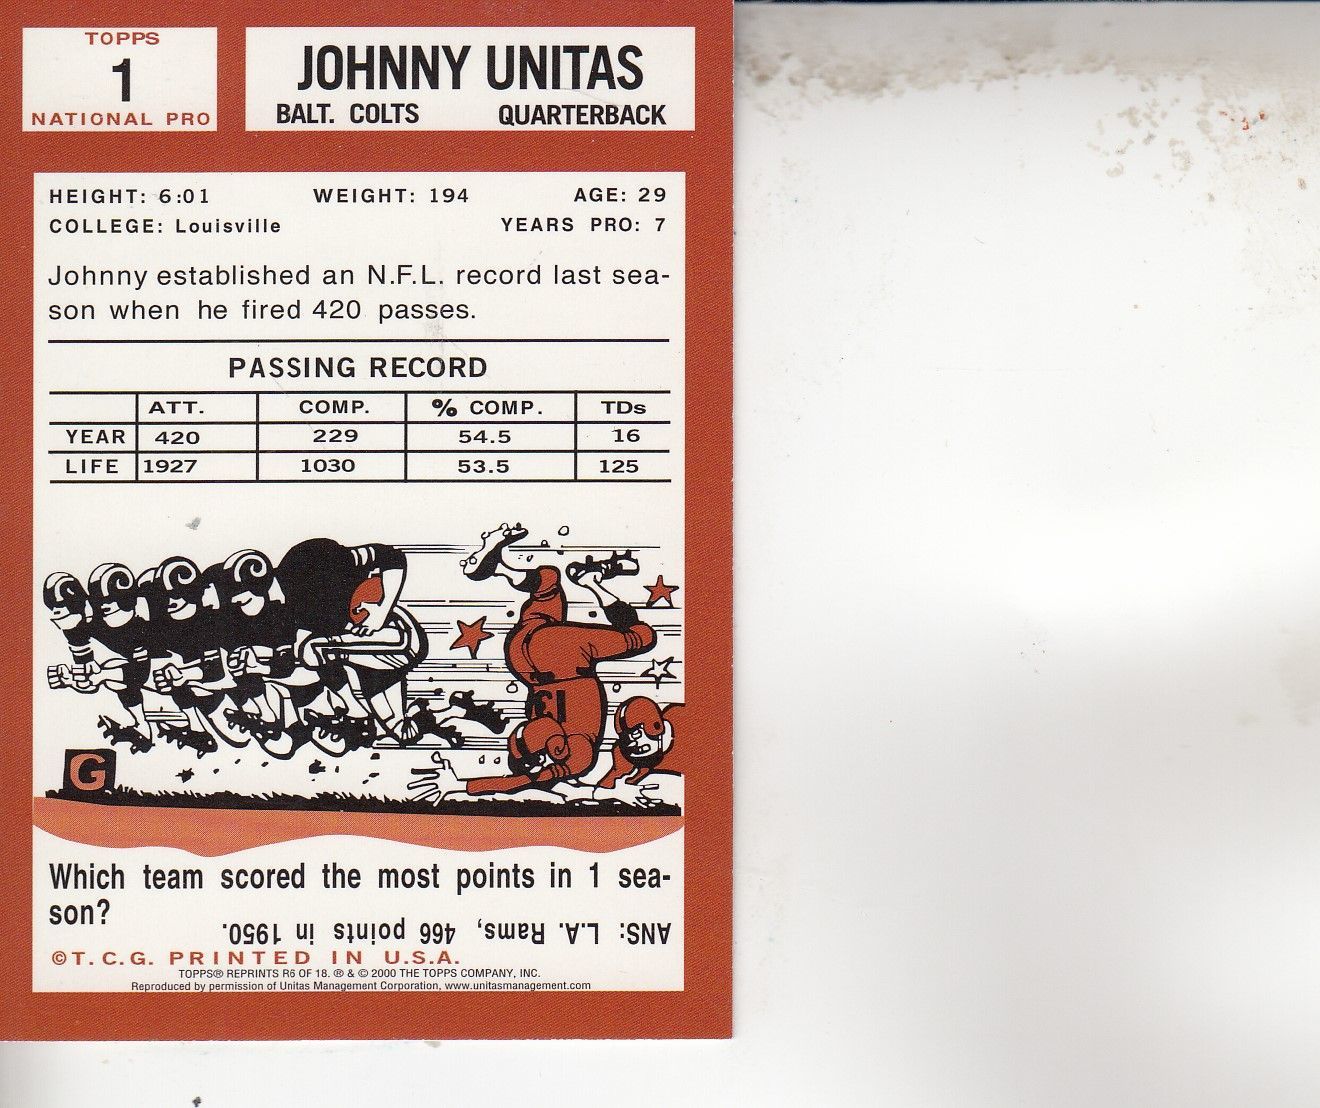 TOPPS
1
NATIONAL PRO
JOHNNY UNITAS
BALT. COLTS QUARTERBACK
HEIGHT: 6:01 WEIGHT: 194 AGE: 29
COLLEGE: Louisville YEARS PRO: 7
Johnny established an N.F.L. record last sea-
son when he fired 420 passes.
PASSING RECORD
ATT. COMP. % COMP. TDs
YEAR 420 229 54.5 16
LIFE 1927 1030 53.5 125
13
G
Which team scored the most points in 1 sea-
son?
ANS: L.A. Rams, 466 points in 1950.
©T.C.G. PRINTED IN U.S.A.
TOPPS® REPRINTS R6 OF 18. ® & © 2000 THE TOPPS COMPANY, INC.
Reproduced by permission of Unitas Management Corporation, www.unitasmanagement.com